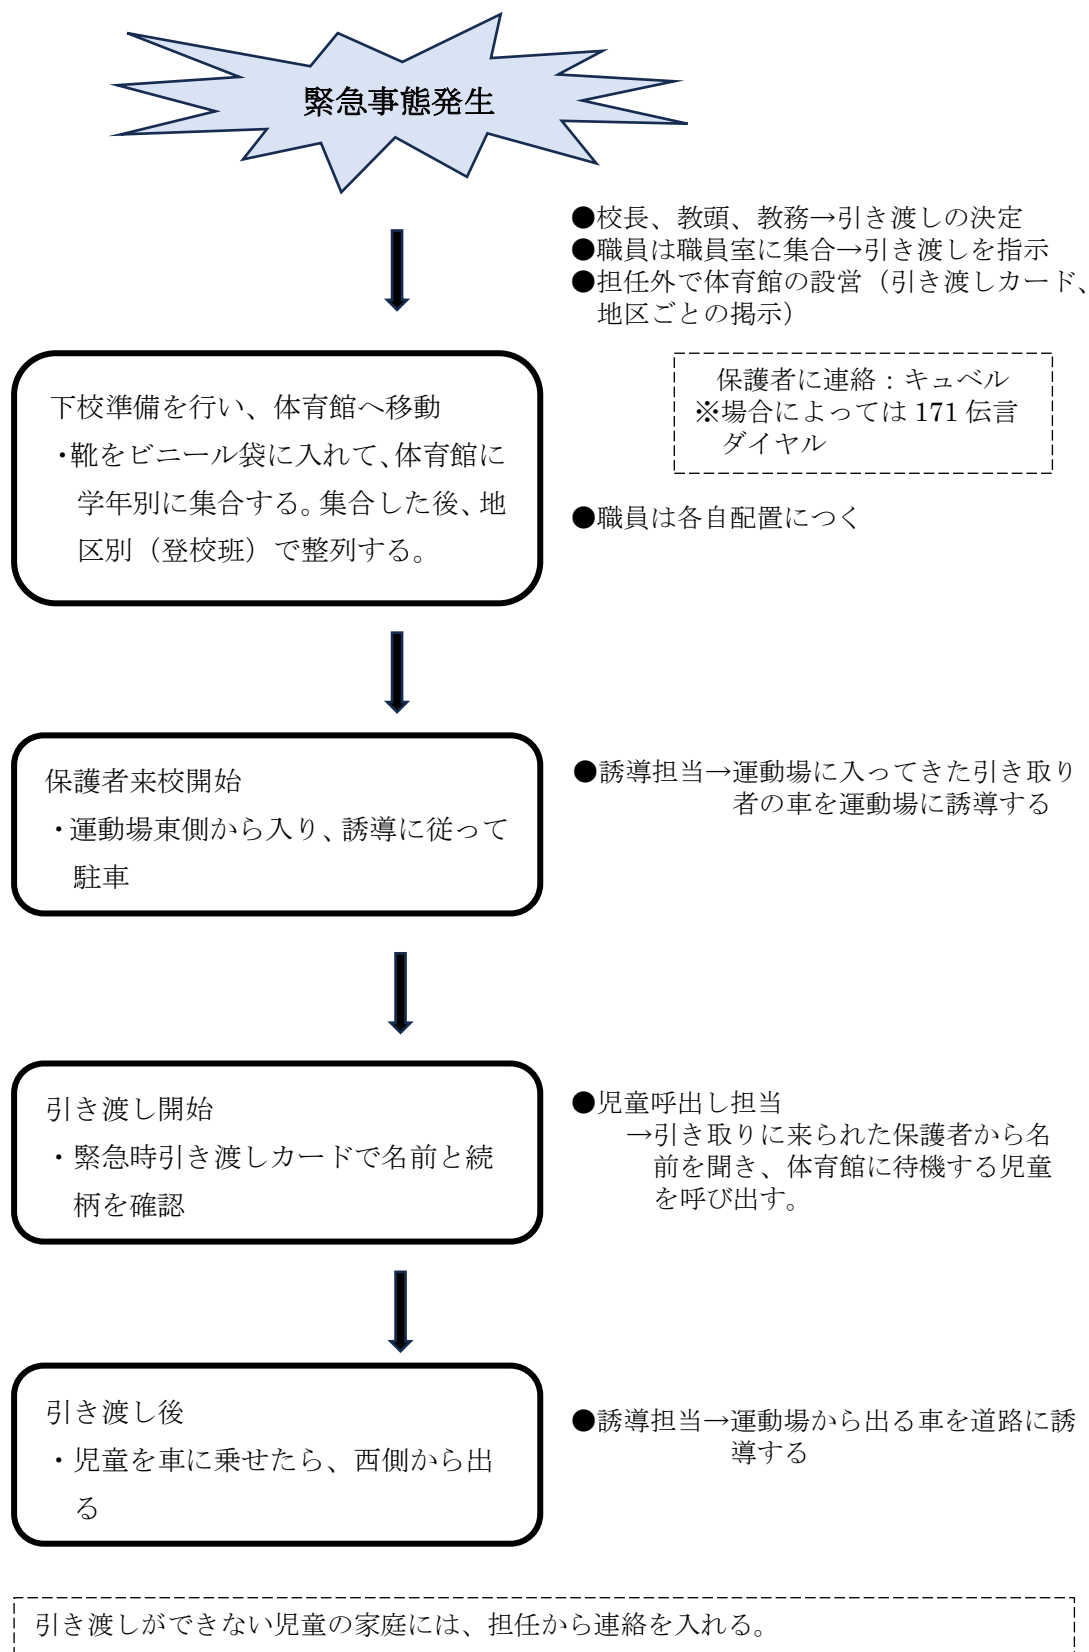 緊急事態発生
●校長、教頭、教務→引き渡しの決定
●職員は職員室に集合→引き渡しを指示
●担任外で体育館の設営（引き渡しカード、
地区ごとの掲示）
保護者に連絡：キュベル
※場合によっては 171 伝言
ダイヤル
下校準備を行い、体育館へ移動
・靴をビニール袋に入れて、体育館に
学年別に集合する。集合した後、地
区別（登校班）で整列する。
●職員は各自配置につく
保護者来校開始
・運動場東側から入り、誘導に従って
駐車
●誘導担当→運動場に入ってきた引き取り
者の車を運動場に誘導する
引き渡し開始
・緊急時引き渡しカードで名前と続
柄を確認
●児童呼出し担当
→引き取りに来られた保護者から名
前を聞き、体育館に待機する児童
を呼び出す。
引き渡し後
・児童を車に乗せたら、西側から出
る
●誘導担当→運動場から出る車を道路に誘
導する
引き渡しができない児童の家庭には、担任から連絡を入れる。